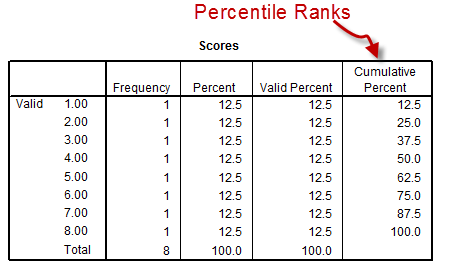 Percentile Ranks
Scores
Frequency Percent Valid Percent Cumulative Percent
Valid 1.00 1 12.5 12.5 12.5
2.00 1 12.5 12.5 25.0
3.00 1 12.5 12.5 37.5
4.00 1 12.5 12.5 50.0
5.00 1 12.5 12.5 62.5
6.00 1 12.5 12.5 75.0
7.00 1 12.5 12.5 87.5
8.00 1 12.5 12.5 100.0
Total 8 100.0 100.0